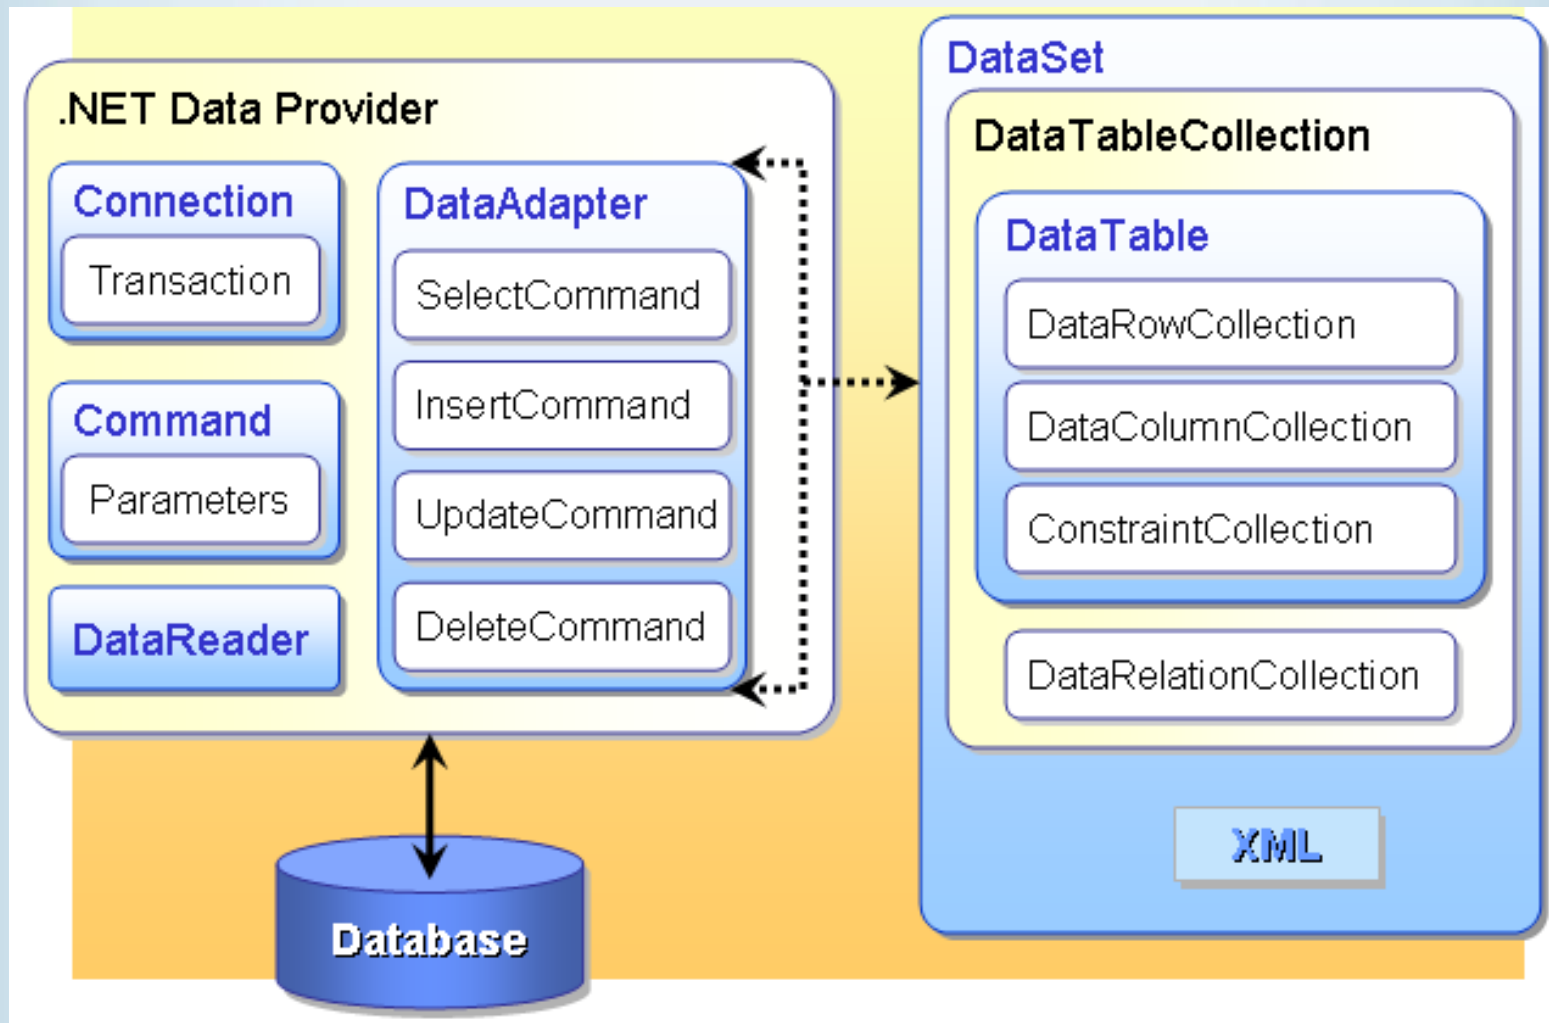 .NET Data Provider
Connection
Transaction
Command
Parameters
DataReader
DataAdapter
SelectCommand
InsertCommand
UpdateCommand
DeleteCommand
Database
DataSet
DataTableCollection
DataTable
DataRowCollection
DataColumnCollection
ConstraintCollection
DataRelationCollection
XML